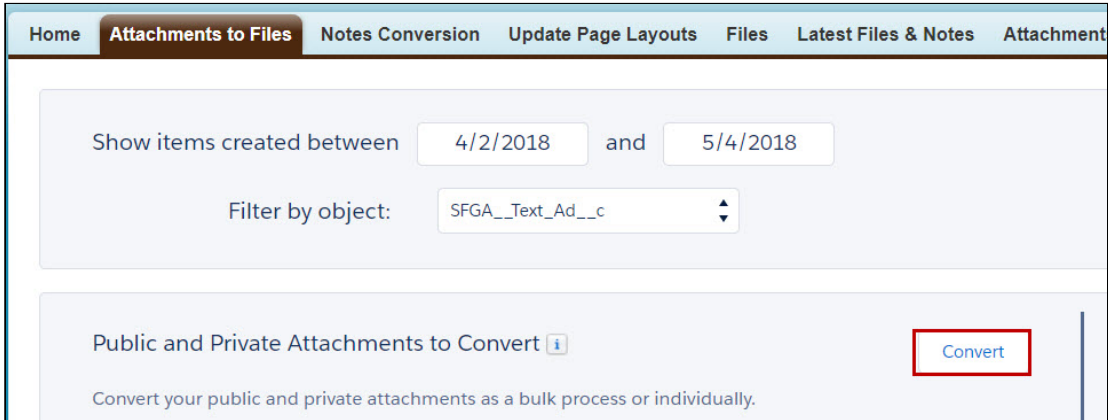 Home Attachments to Files Notes Conversion Update Page Layouts Files Latest Files & Notes Attachment
Show items created between 4/2/2018 and 5/4/2018
Filter by object: SFGA__Text_Ad__c
Public and Private Attachments to Convert i Convert
Convert your public and private attachments as a bulk process or individually.